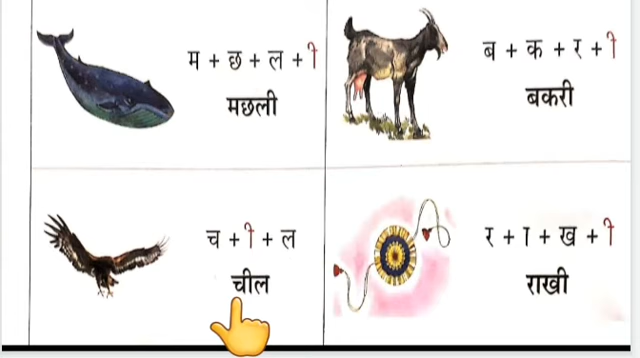 म + छ + ल + ी
मछली
ब + क + र + ी
बकरी
च + ी + ल
चील
र + ा + ख + ी
राखी